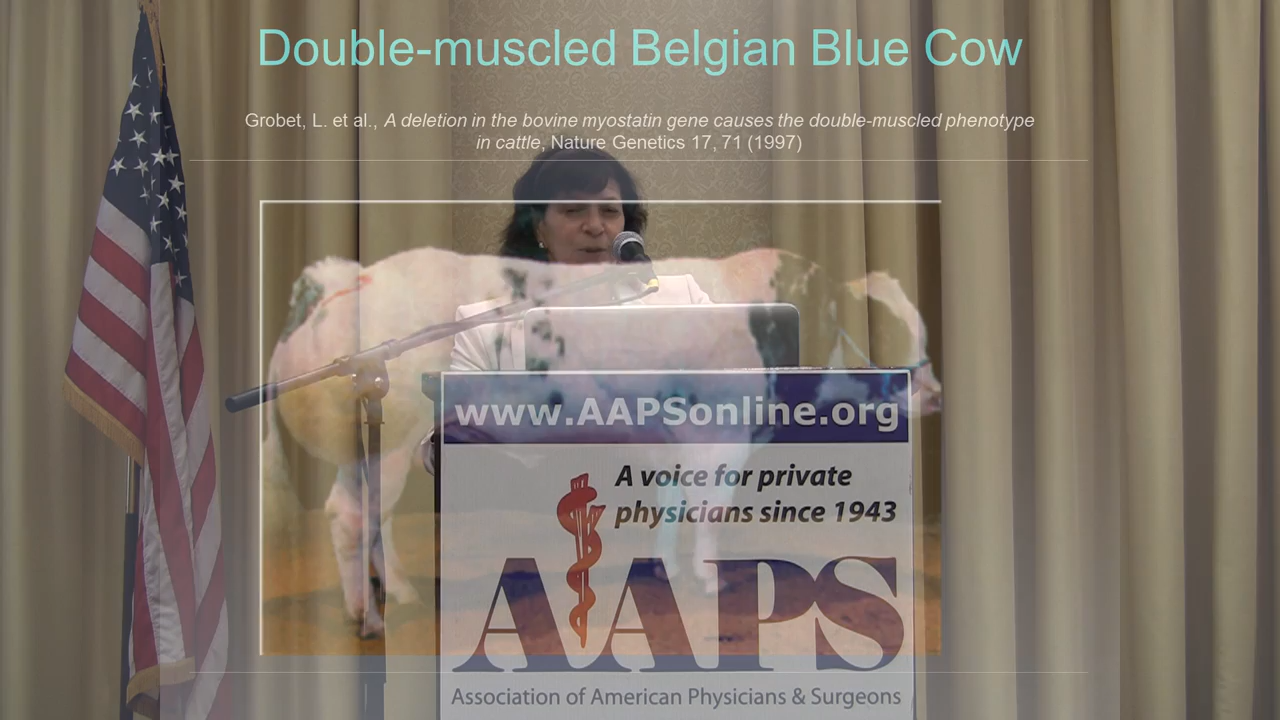 Double-muscled Belgian Blue Cow
Grobet, L. et al., A deletion in the bovine myostatin gene causes the double-muscled phenotype
in cattle, Nature Genetics 17, 71 (1997)
www.AAPSonline.org
A voice for private
physicians since 1943
AAPS
Association of American Physicians & Surgeons